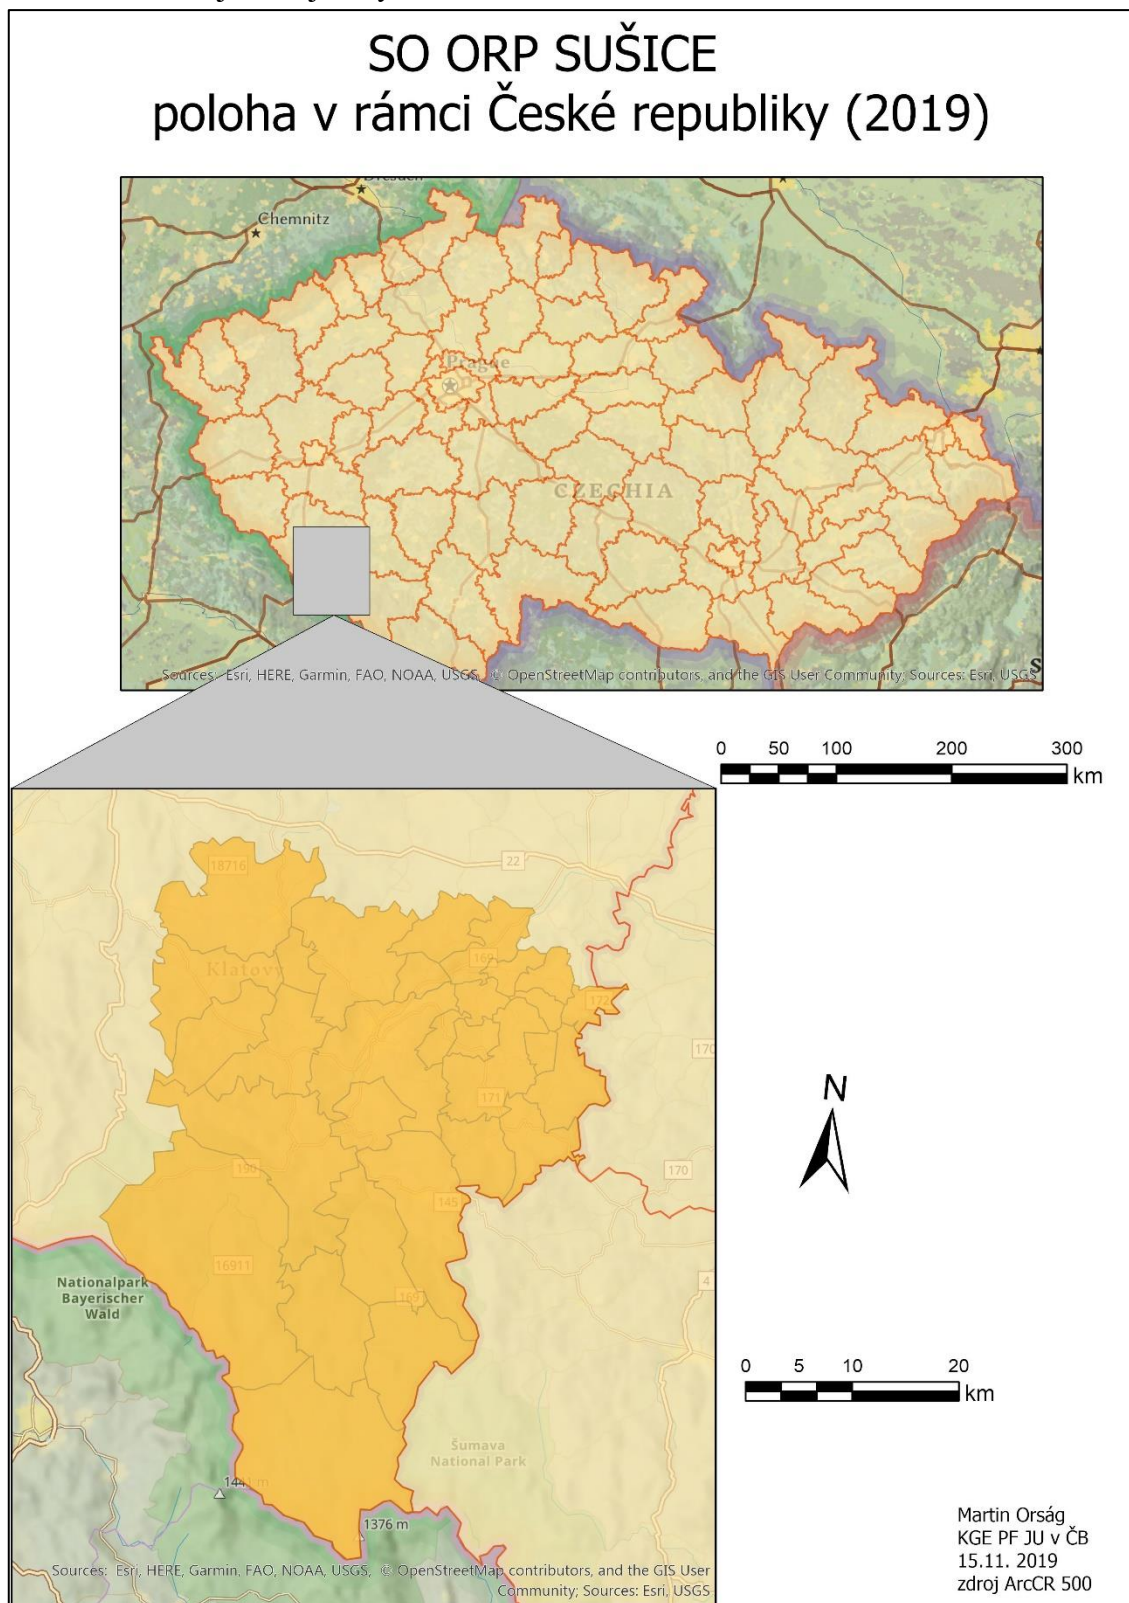 SO ORP SUŠICE
poloha v rámci České republiky (2019)
Chemnitz
Prague
CZECHIA
S
Sources: Esri, HERE, Garmin, FAO, NOAA, USGS, © OpenStreetMap contributors, and the GIS User Community; Sources: Esri, USGS
0 50 100 200 300
km
18716
22
Klatovy
169
172
170
171
190
170
145
16911
4
169
Nationalpark
Bayerischer
Wald
N
0 5 10 20
km
Šumava
National Park
1441 m
1376 m
Sources: Esri, HERE, Garmin, FAO, NOAA, USGS, © OpenStreetMap contributors, and the GIS User
Community; Sources: Esri, USGS
Martin Orság
KGE PF JU v ČB
15.11. 2019
zdroj ArcCR 500